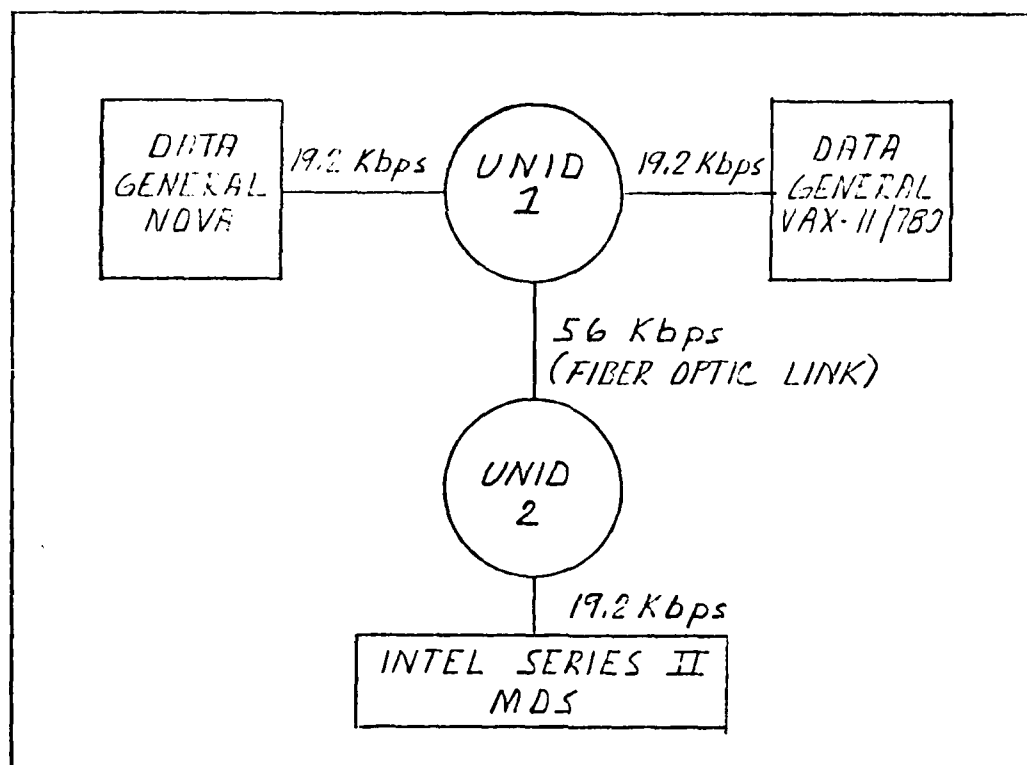 DATA
GENERAL
NOVA
19.2 Kbps
UNID
1
19.2 Kbps
DATA
GENERAL
VAX-11/780
56 Kbps
(FIBER OPTIC LINK)
UNID
2
19.2 Kbps
INTEL SERIES II
MDS